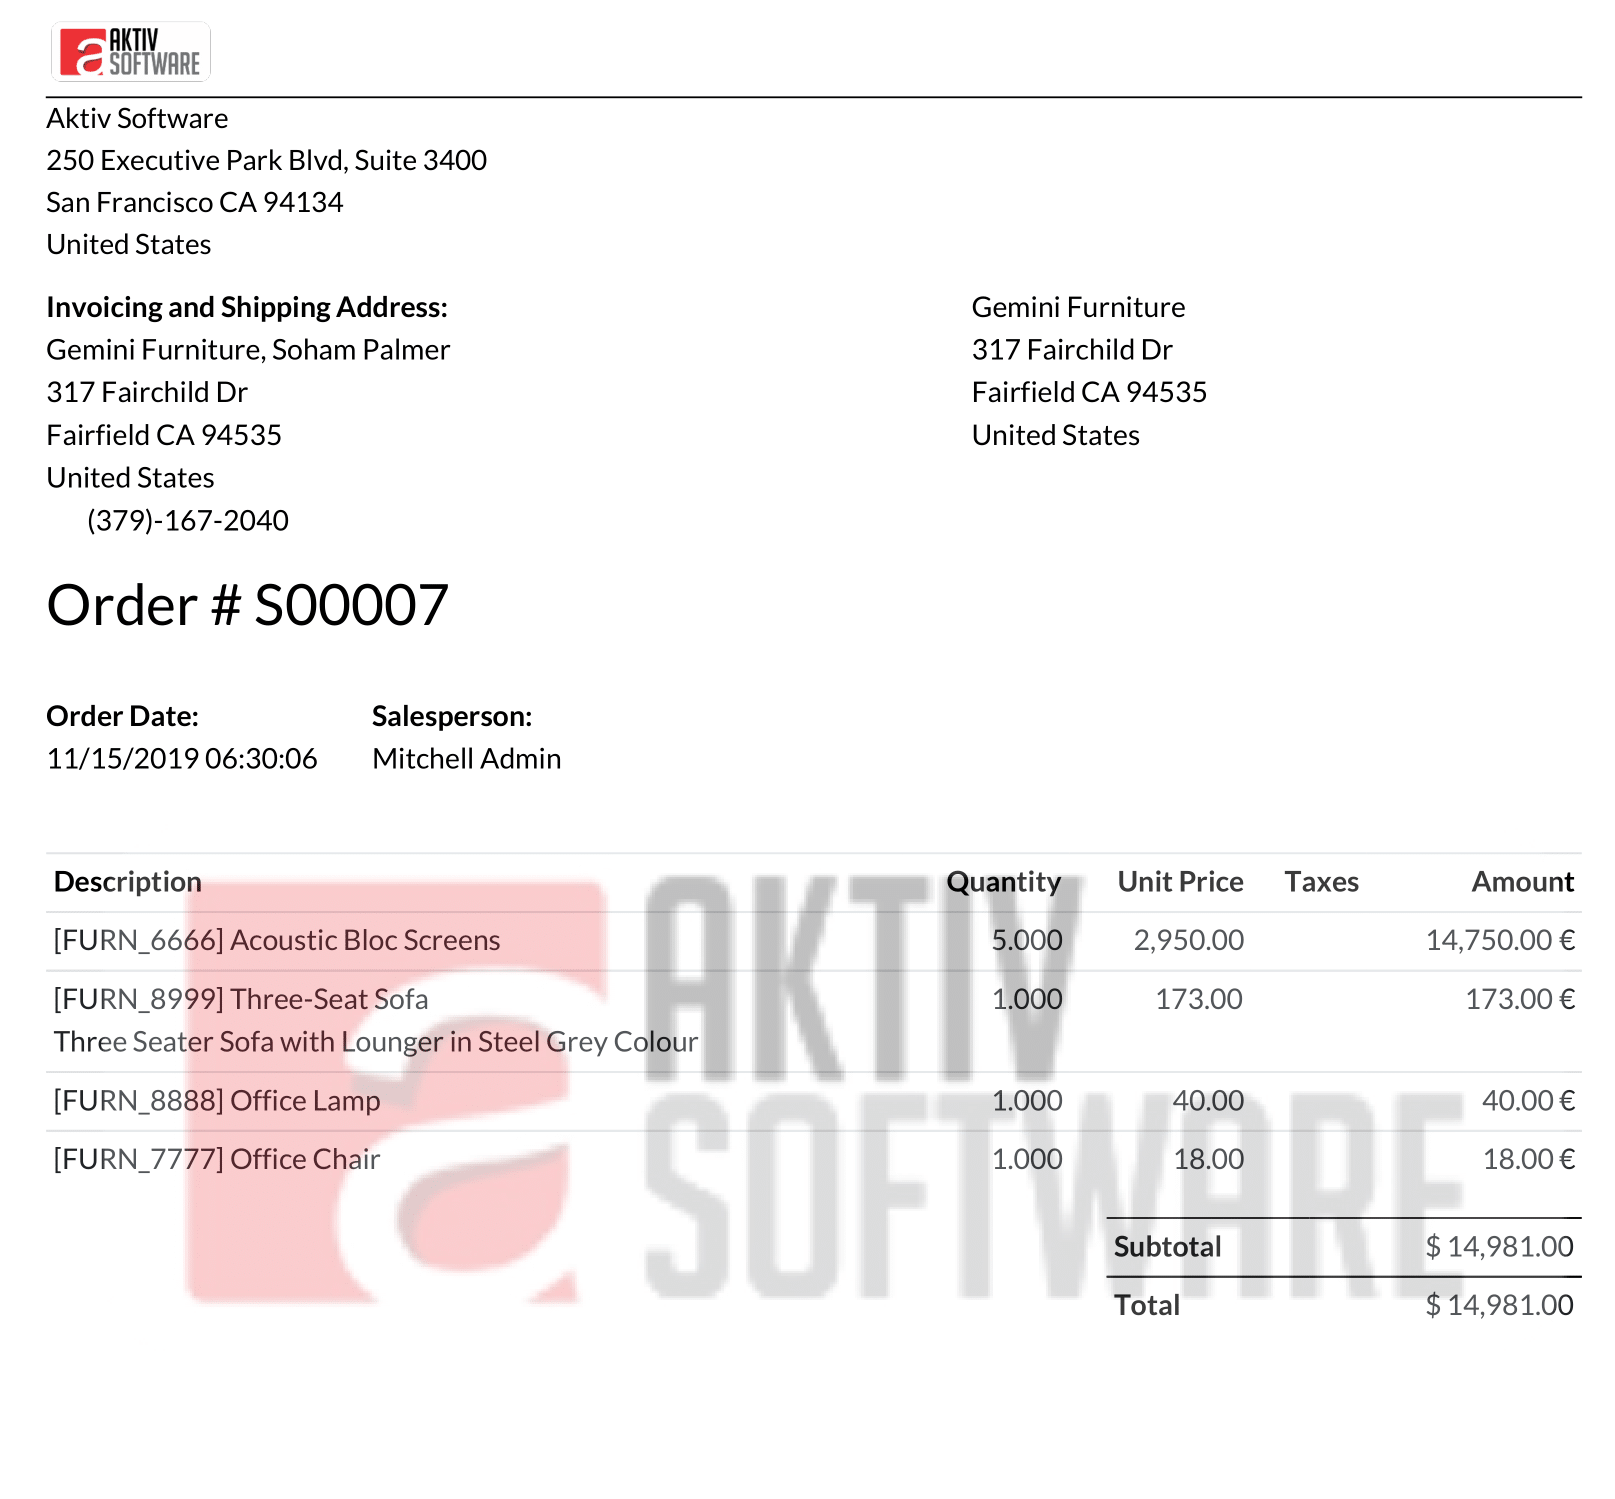 AKTIV
SOFTWARE
Aktiv Software
250 Executive Park Blvd, Suite 3400
San Francisco CA 94134
United States
Invoicing and Shipping Address:
Gemini Furniture, Soham Palmer
317 Fairchild Dr
Fairfield CA 94535
United States
(379)-167-2040
Gemini Furniture
317 Fairchild Dr
Fairfield CA 94535
United States
Order # S00007
Order Date: Salesperson:
11/15/2019 06:30:06 Mitchell Admin
Description Quantity Unit Price Taxes Amount
[FURN_6666] Acoustic Bloc Screens 5.000 2,950.00 14,750.00 €
[FURN_8999] Three-Seat Sofa 1.000 173.00 173.00 €
Three Seater Sofa with Lounger in Steel Grey Colour
[FURN_8888] Office Lamp 1.000 40.00 40.00 €
[FURN_7777] Office Chair 1.000 18.00 18.00 €
Subtotal $ 14,981.00
Total $ 14,981.00
AKTIV
SOFTWARE